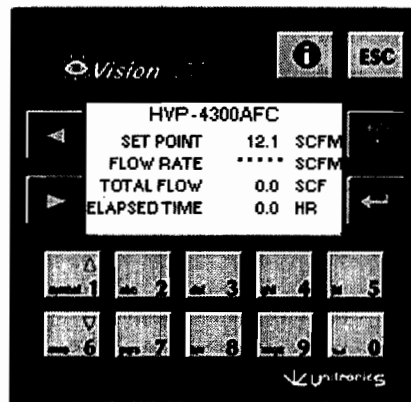 Vision
i ESC
HVP-4300AFC
SET POINT 12.1 SCFM
FLOW RATE ***** SCFM
TOTAL FLOW 0.0 SCF
ELAPSED TIME 0.0 HR
1 2 3 4 5
6 7 8 9 0
Unitronics